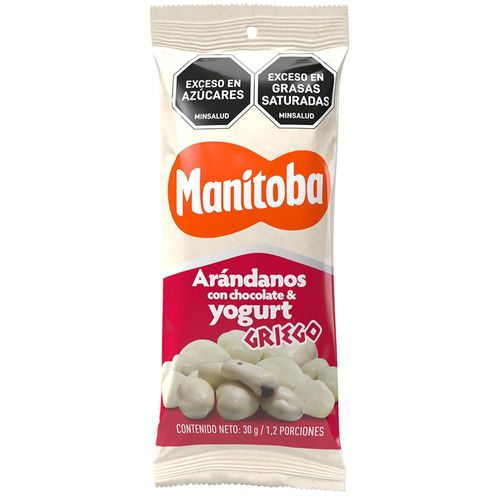 EXCESO EN
AZÚCARES
MINSALUD
EXCESO EN
GRASAS
SATURADAS
MINSALUD
Manitoba
Arándanos
con chocolate &
yogurt
GRIEGO
CONTENIDO NETO: 30 g / 1,2 PORCIONES